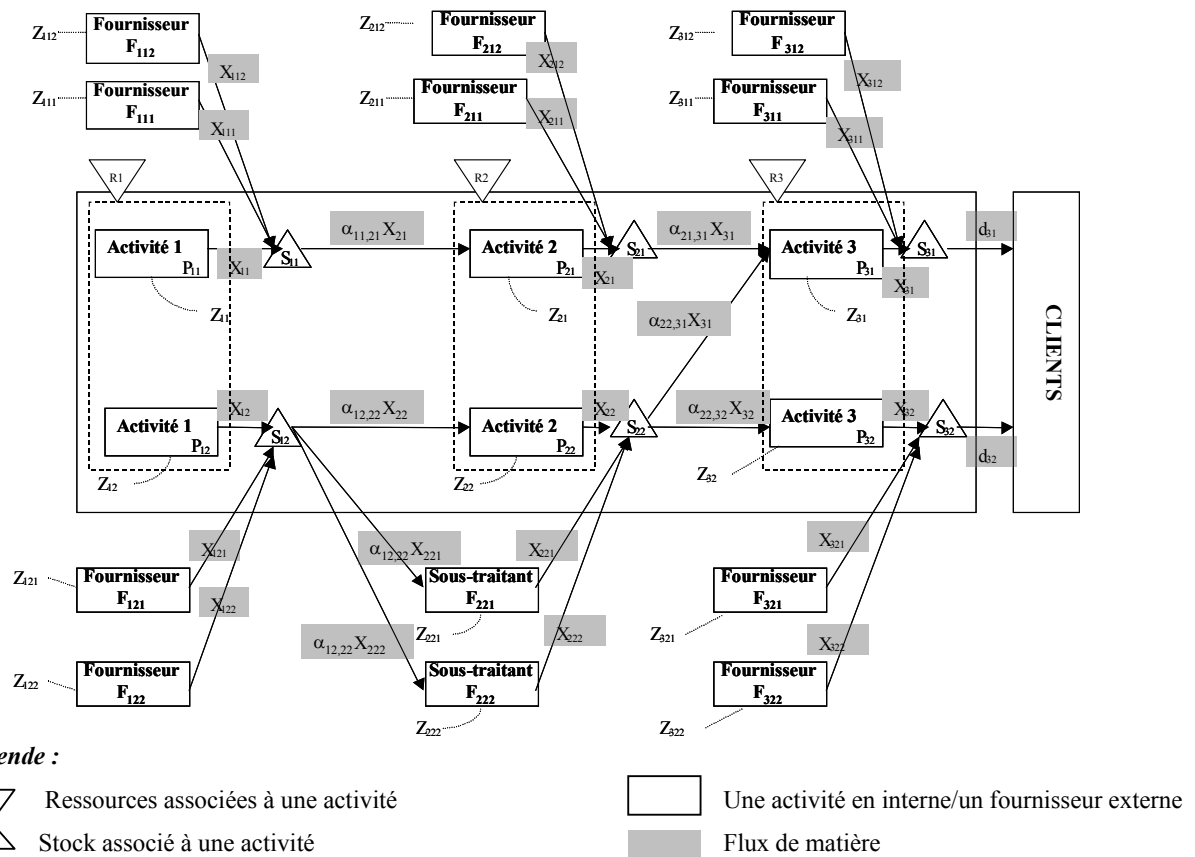 Fournisseur
F112
Z112
X112
Fournisseur
F111
Z111
X111
Fournisseur
F212
Z212
X212
Fournisseur
F211
Z211
X211
Fournisseur
F312
Z312
X312
Fournisseur
F311
Z311
X311
R1
R2
R3
Activité 1
P11
X11
S11
Z11
α11,21X21
Activité 2
P21
X21
S21
Z21
α21,31X31
Activité 3
P31
X31
S31
Z31
d31
α22,31X31
CLIENTS
Activité 1
P12
X12
S12
Z12
α12,22X22
Activité 2
P22
X22
S22
Z22
α22,32X32
Activité 3
P32
X32
S32
Z32
d32
X121
Z121
Fournisseur
F121
X122
Z122
Fournisseur
F122
α12,22X221
Sous-traitant
F221
Z221
X221
α12,22X222
Sous-traitant
F222
Z222
X222
Fournisseur
F321
Z321
X321
Fournisseur
F322
Z322
X322
ende :
Ressources associées à une activité
Une activité en interne/un fournisseur externe
Stock associé à une activité
Flux de matière